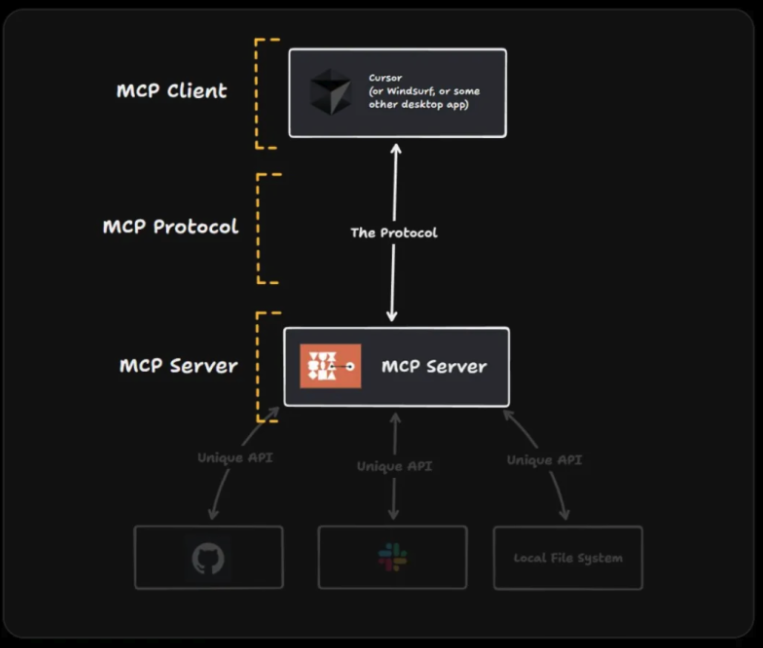 MCP Client
Cursor
(or Windsurf, or some
other desktop app)
MCP Protocol
The Protocol
MCP Server
MCP Server
Unique API
Unique API
Unique API
Local File System